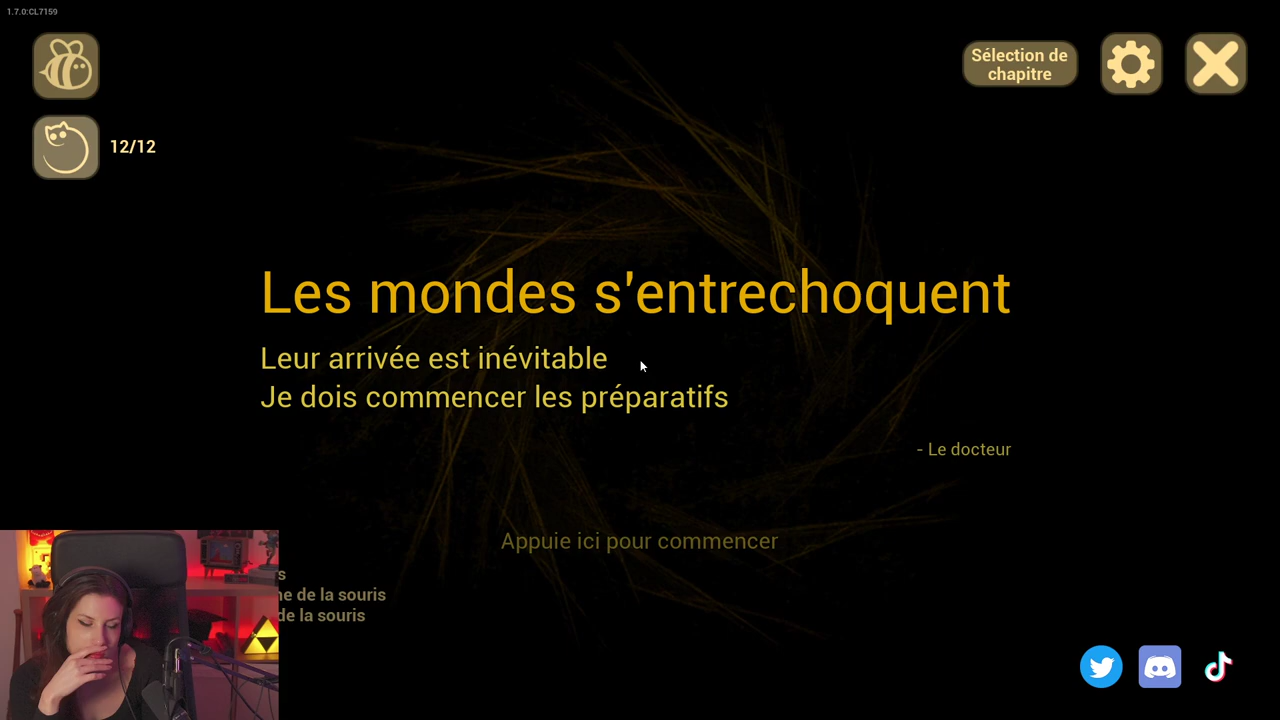 1.7.0:CL7159
Sélection de
chapitre
12/12
Les mondes s'entrechoquent
Leur arrivée est inévitable
Je dois commencer les préparatifs
- Le docteur
Appuie ici pour commencer
de la souris
de la souris